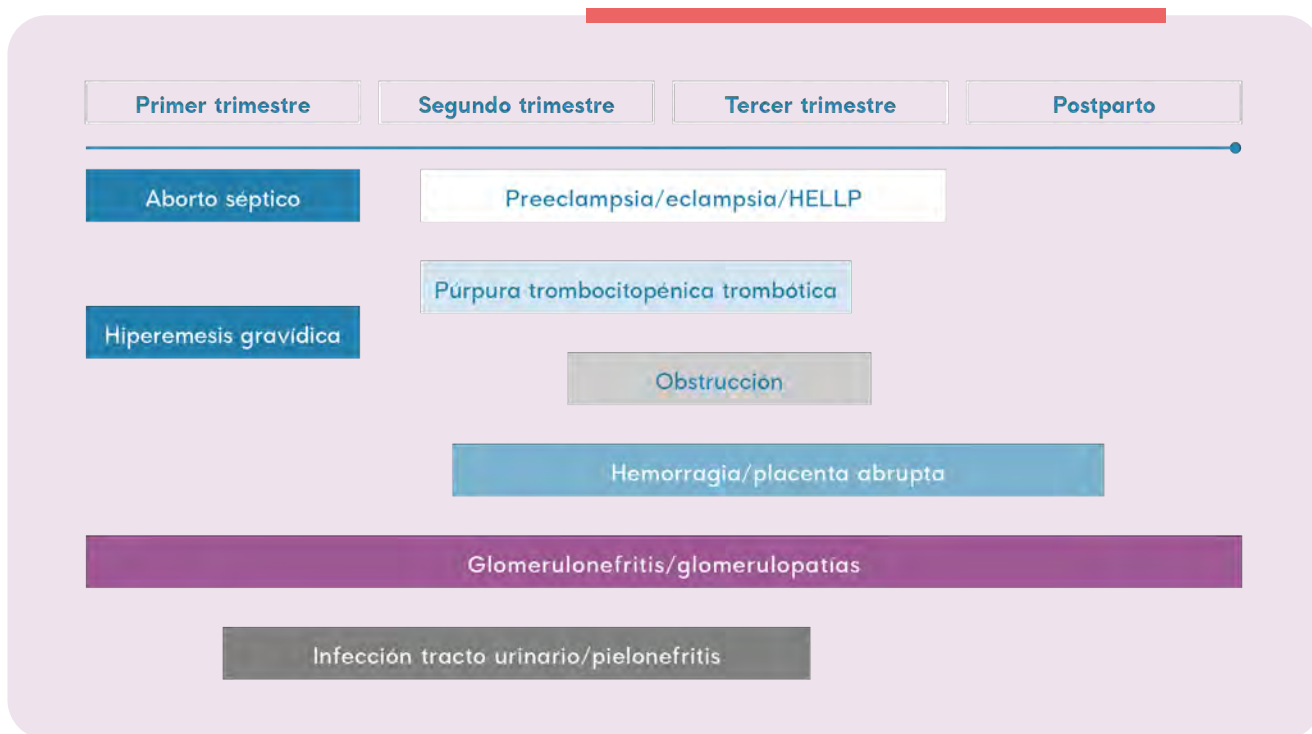 Primer trimestre
Segundo trimestre
Tercer trimestre
Postparto
Aborto séptico
Preeclampsia/eclampsia/HELLP
Púrpura trombocitopénica trombótica
Hiperemesis gravídica
Obstrucción
Hemorragia/placenta abrupta
Glomerulonefritis/glomerulopatías
Infección tracto urinario/pielonefritis